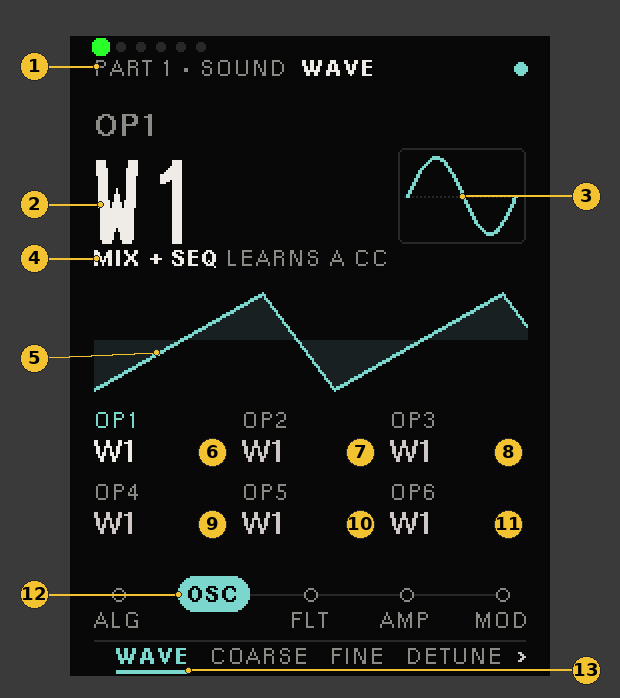 1 PART 1 · SOUND WAVE
OP1
2 W1 3
4 MIX + SEQ LEARNS A CC
5
OP1 OP2 OP3
W1 6 W1 7 W1 8
OP4 OP5 OP6
W1 9 W1 10 W1 11
12 OSC
ALG FLT AMP MOD
WAVE COARSE FINE DETUNE >
13